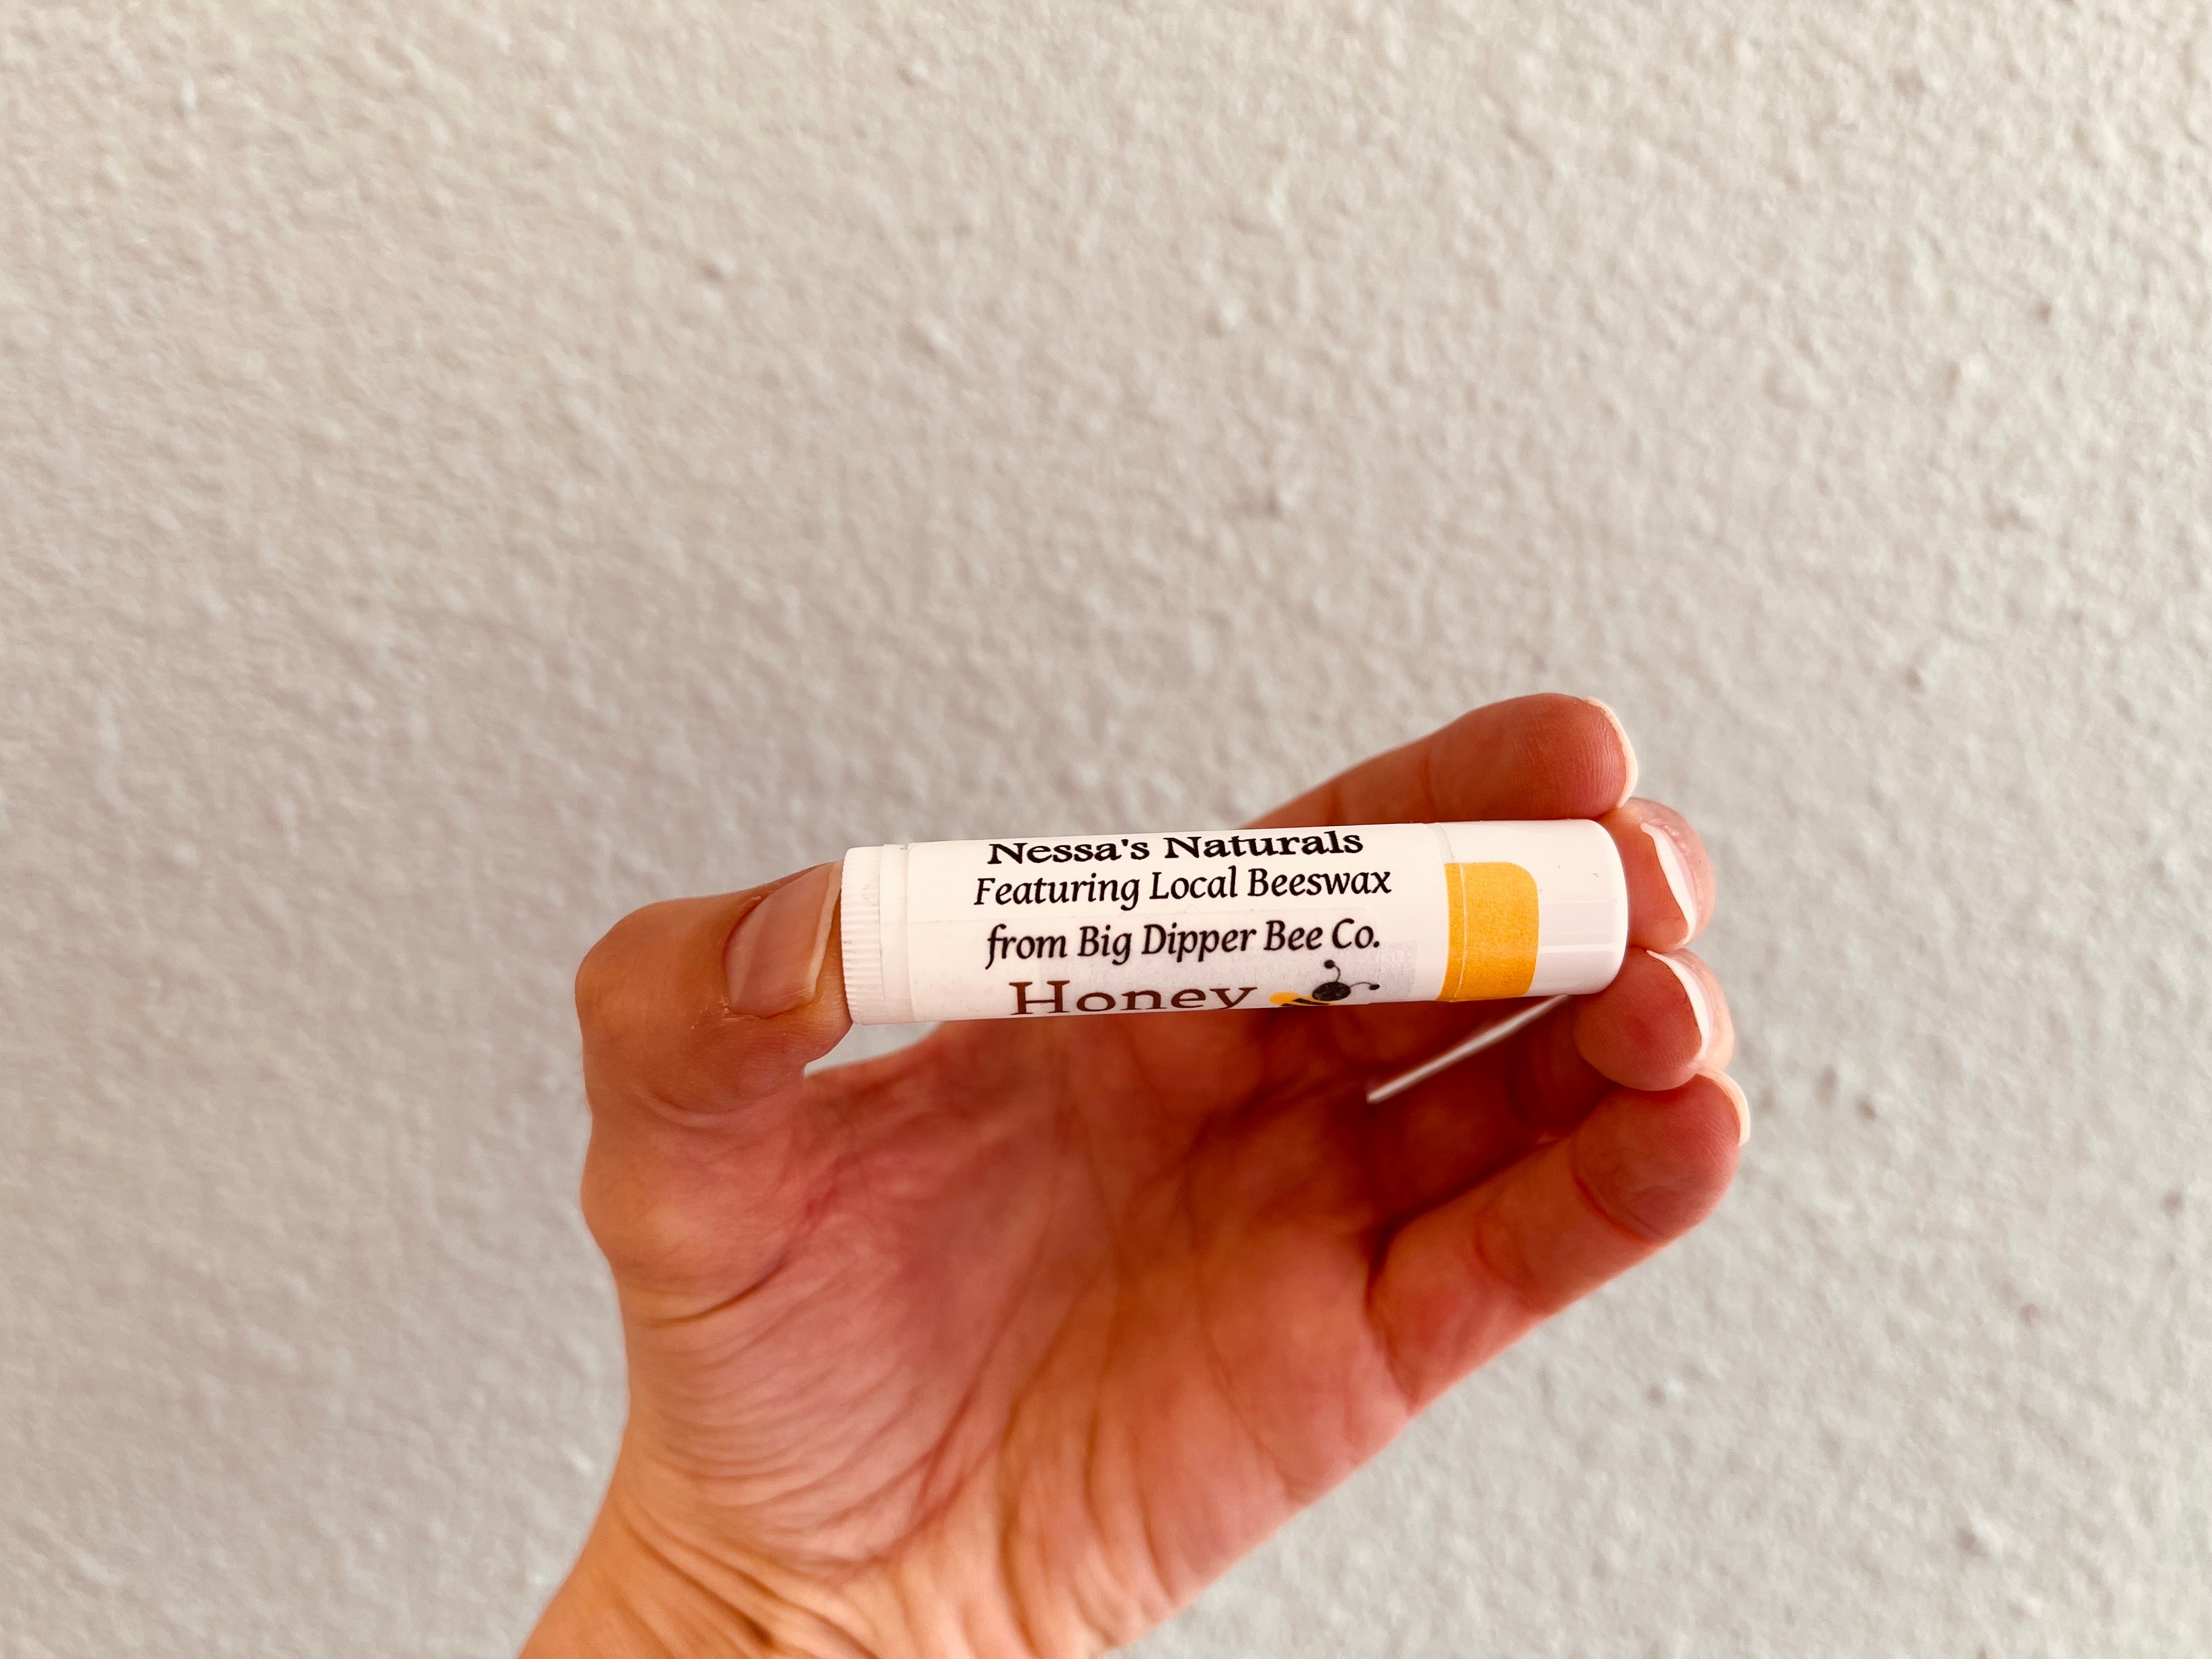 Nessa's Naturals
Featuring Local Beeswax
from Big Dipper Bee Co.
Honey